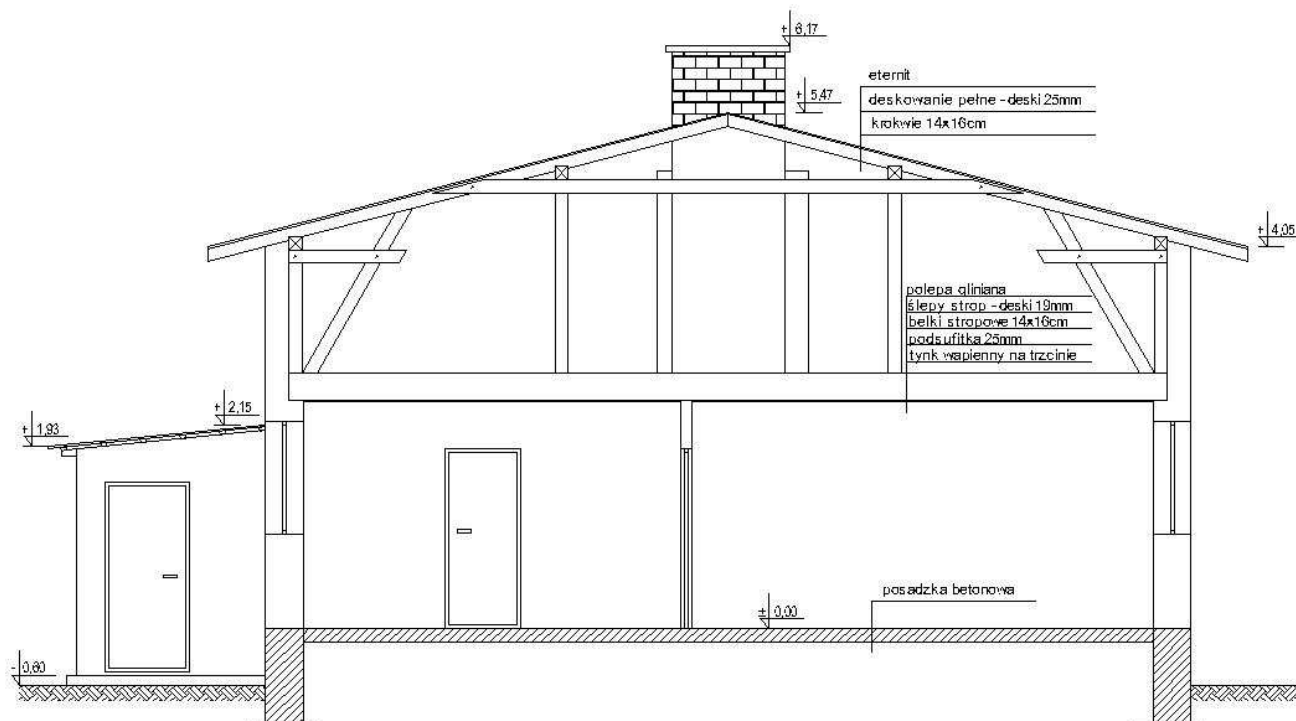 + 6,17
eternit
+ 5,47
deskowanie pełne - deski 25mm
krokwie 14x16cm
+ 4,05
polepa gliniana
ślepy strop - deski 19mm
belki stropowe 14x16cm
podsufitka 25mm
tynk wapienny na trzcinie
+ 2,15
+ 1,93
posadzka betonowa
± 0,00
- 0,60